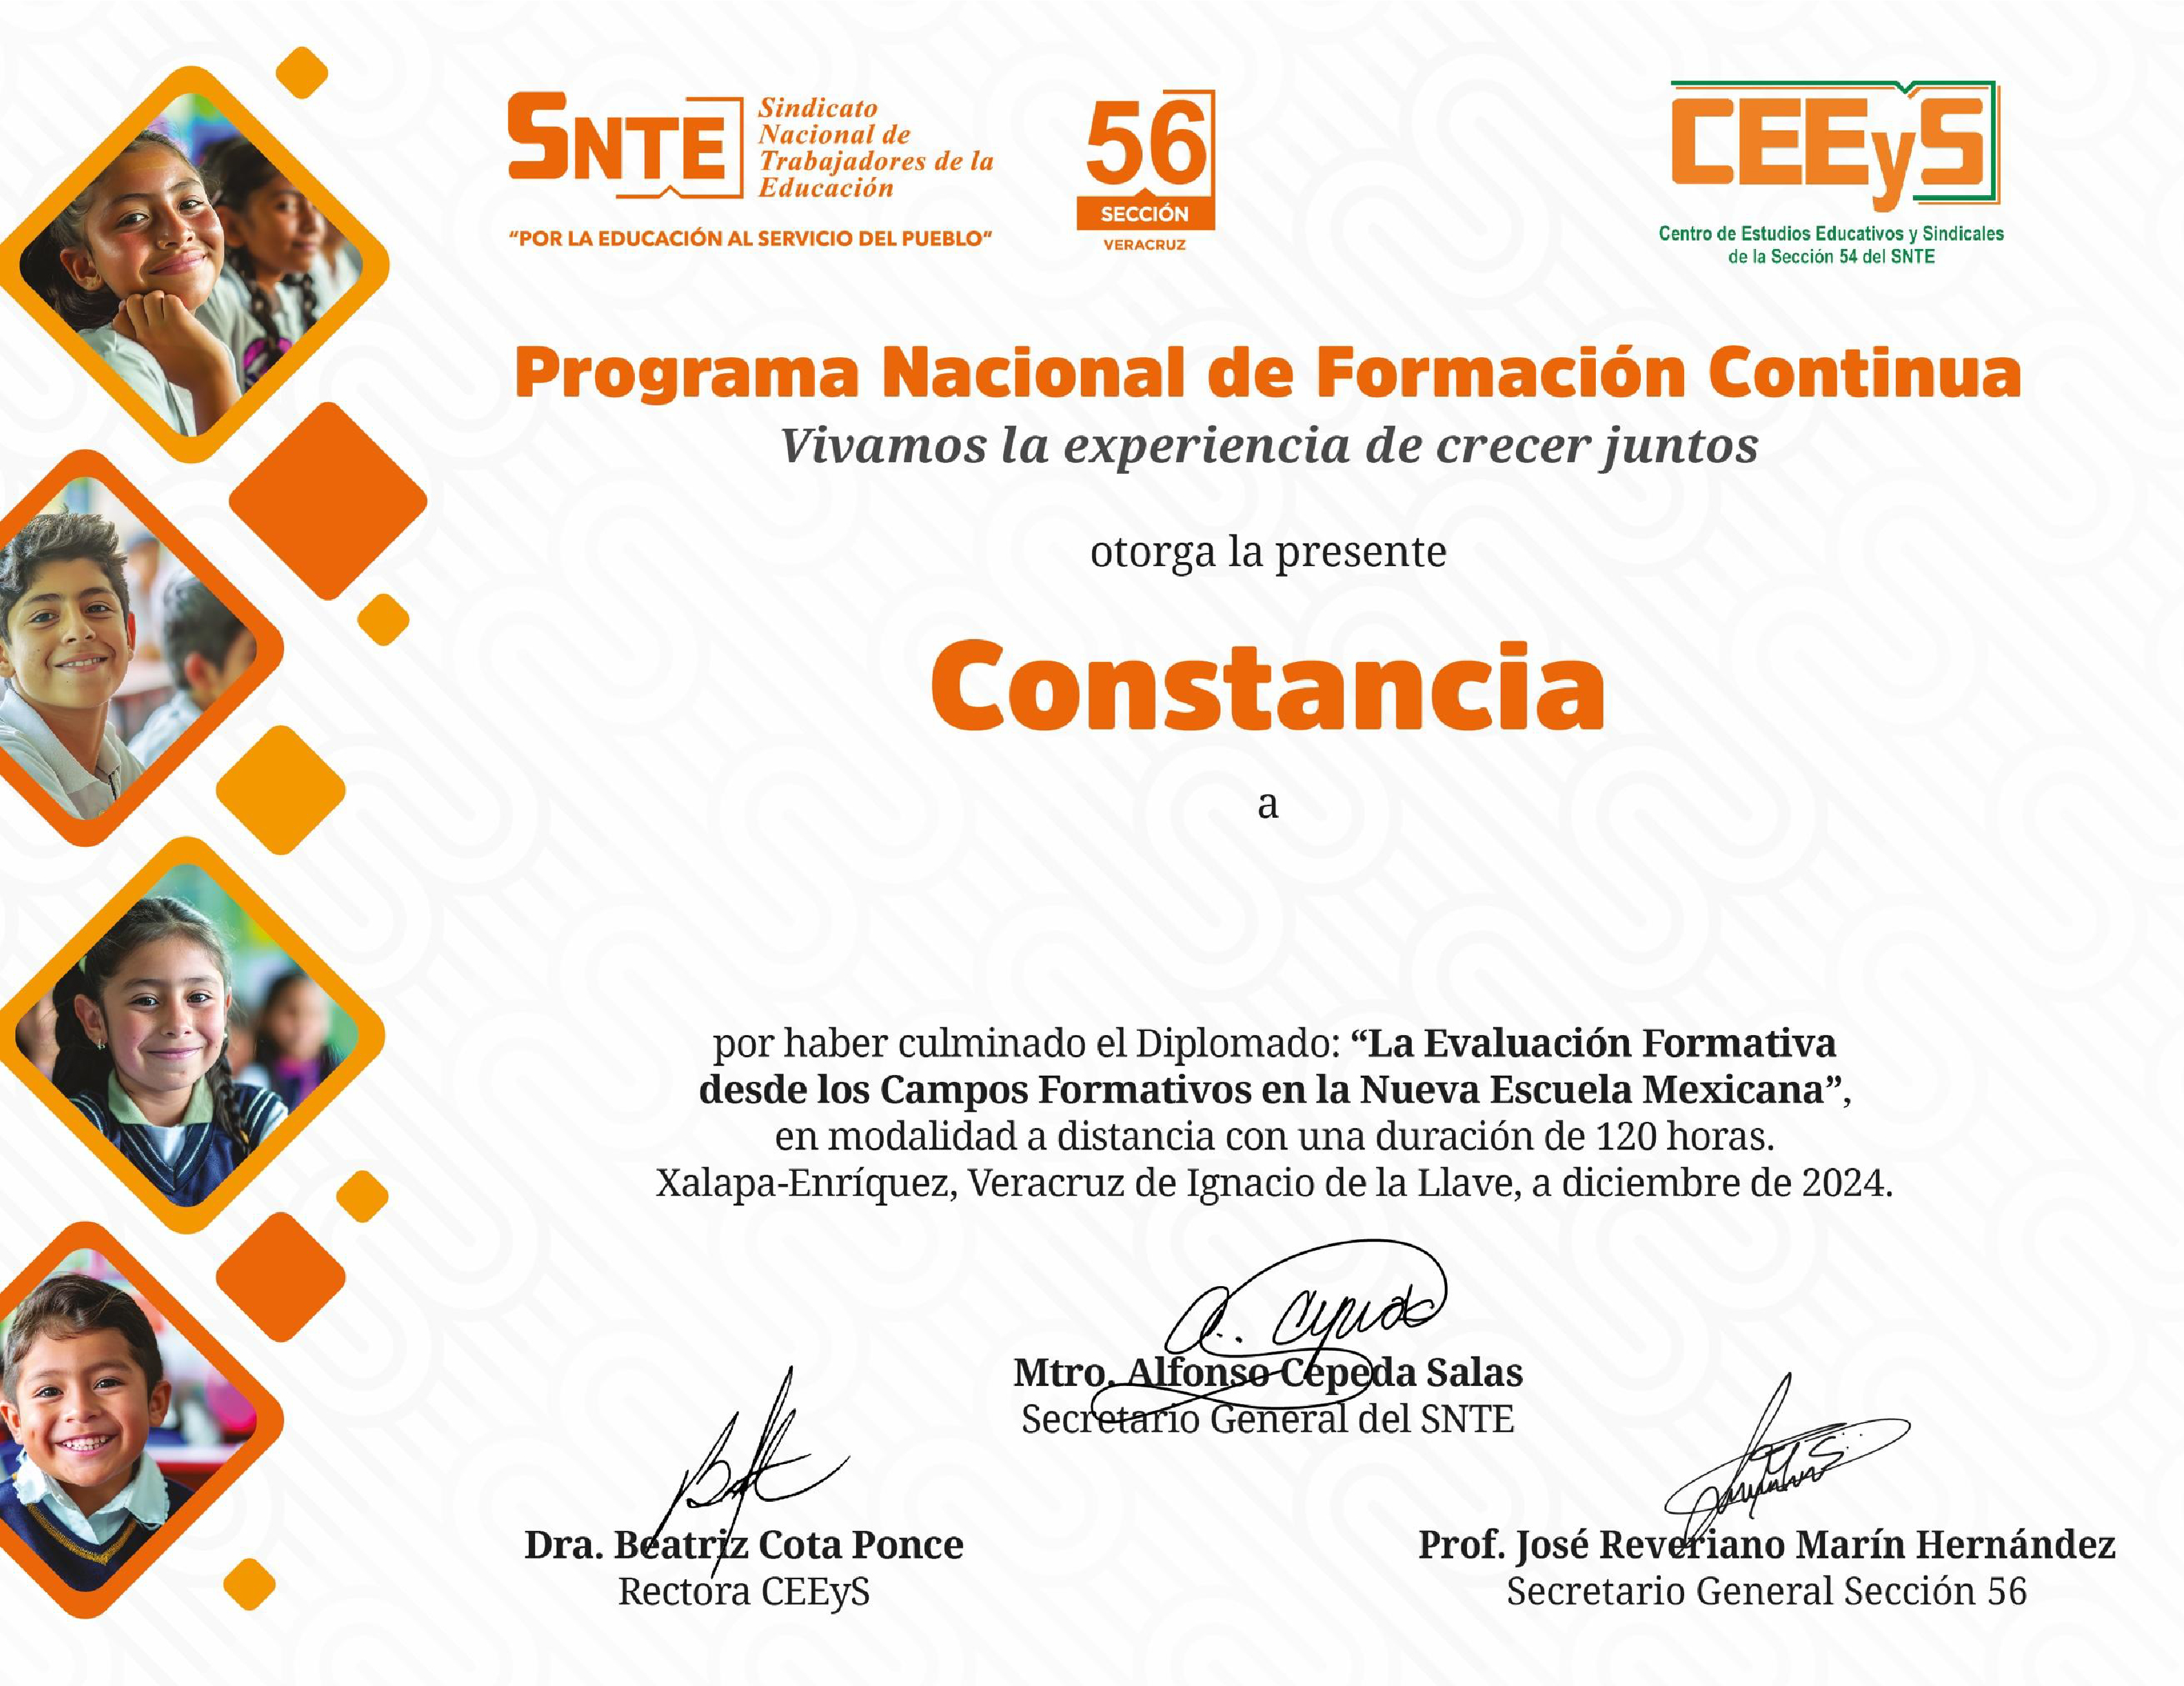 SNTE
Sindicato
Nacional de
Trabajadores de la
Educación
“POR LA EDUCACIÓN AL SERVICIO DEL PUEBLO”
56
SECCIÓN
VERACRUZ
CEEyS
Centro de Estudios Educativos y Sindicales
de la Sección 54 del SNTE
Programa Nacional de Formación Continua
Vivamos la experiencia de crecer juntos
otorga la presente
Constancia
a
por haber culminado el Diplomado: “La Evaluación Formativa
desde los Campos Formativos en la Nueva Escuela Mexicana”,
en modalidad a distancia con una duración de 120 horas.
Xalapa-Enríquez, Veracruz de Ignacio de la Llave, a diciembre de 2024.
Mtro. Alfonso Cepeda Salas
Secretario General del SNTE
Dra. Beatriz Cota Ponce
Rectora CEEyS
Prof. José Reveriano Marín Hernández
Secretario General Sección 56